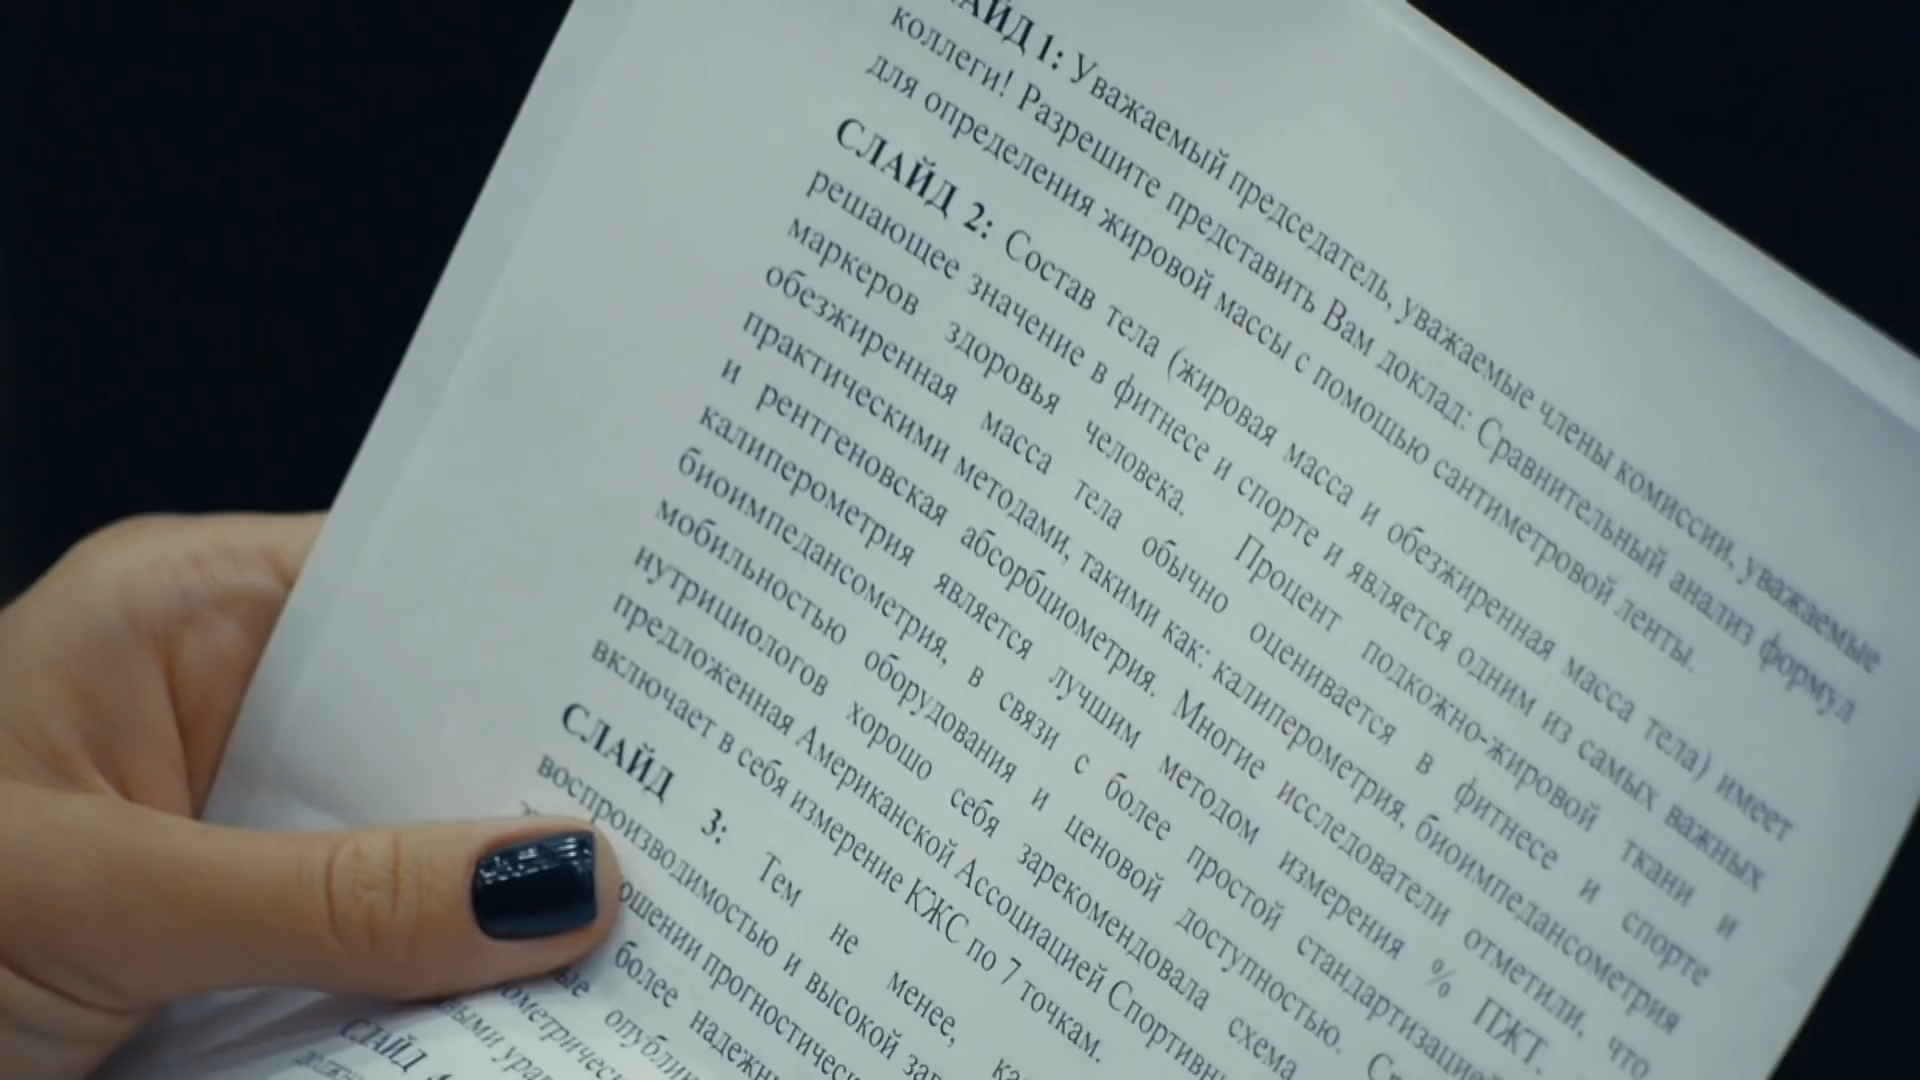 СЛАЙД 1: Уважаемый председатель, уважаемые члены комиссии, уважаемые
коллеги! Разрешите представить Вам доклад: Сравнительный анализ формул
для определения жировой массы с помощью сантиметровой ленты.
СЛАЙД 2: Состав тела (жировая масса и обезжиренная масса тела) имеет
решающее значение в фитнесе и спорте и является одним из самых важных
маркеров здоровья человека. Процент подкожно-жировой ткани и
обезжиренная масса тела обычно оценивается в фитнесе и спорте
практическими методами, такими как: калиперометрия, биоимпедансометрия
и рентгеновская абсорбциометрия. Многие исследователи отметили, что
калиперометрия является лучшим методом измерения % ПЖТ.
биоимпедансометрия, в связи с более простой стандартизацией
мобильностью оборудования и ценовой доступностью.
нутрициологов хорошо себя зарекомендовала схема
предложенная Американской Ассоциацией Спортивн
включает в себя измерение КЖС по 7 точкам.
СЛАЙД 3: Тем не менее,
воспроизводимостью и высокой
ошении прогностическ
более надежн
опублик
ометрическ
СЛАЙД